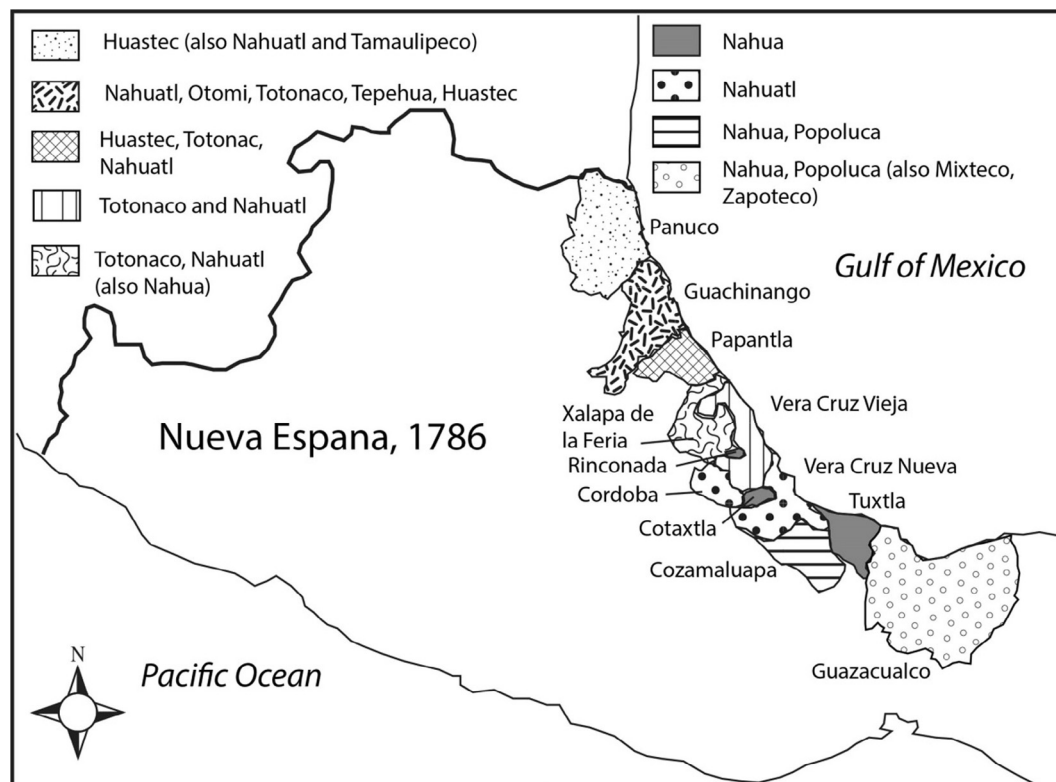 Huastec (also Nahuatl and Tamaulipeco)
Nahuatl, Otomi, Totonaco, Tepehua, Huastec
Huastec, Totonac,
Nahuatl
Totonaco and Nahuatl
Totonaco, Nahuatl
(also Nahua)
Nahua
Nahuatl
Nahua, Popoluca
Nahua, Popoluca (also Mixteco,
Zapoteco)
Panuco
Gulf of Mexico
Guachinango
Papantla
Nueva Espana, 1786
Xalapa de
la Feria
Vera Cruz Vieja
Rinconada
Vera Cruz Nueva
Cordoba
Tuxtla
Cotaxtla
Cozamaluapa
Guazacualco
N
Pacific Ocean